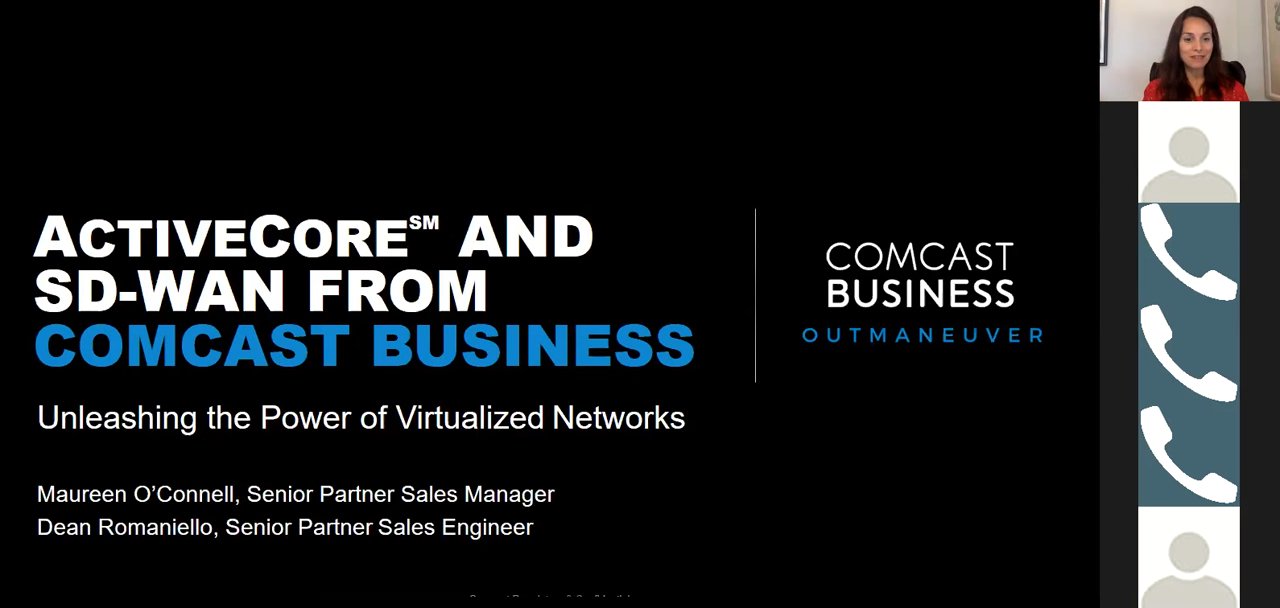 ACTIVECORE℠ AND
SD-WAN FROM
COMCAST BUSINESS
Unleashing the Power of Virtualized Networks
Maureen O’Connell, Senior Partner Sales Manager
Dean Romaniello, Senior Partner Sales Engineer
COMCAST
BUSINESS
OUTMANEUVER